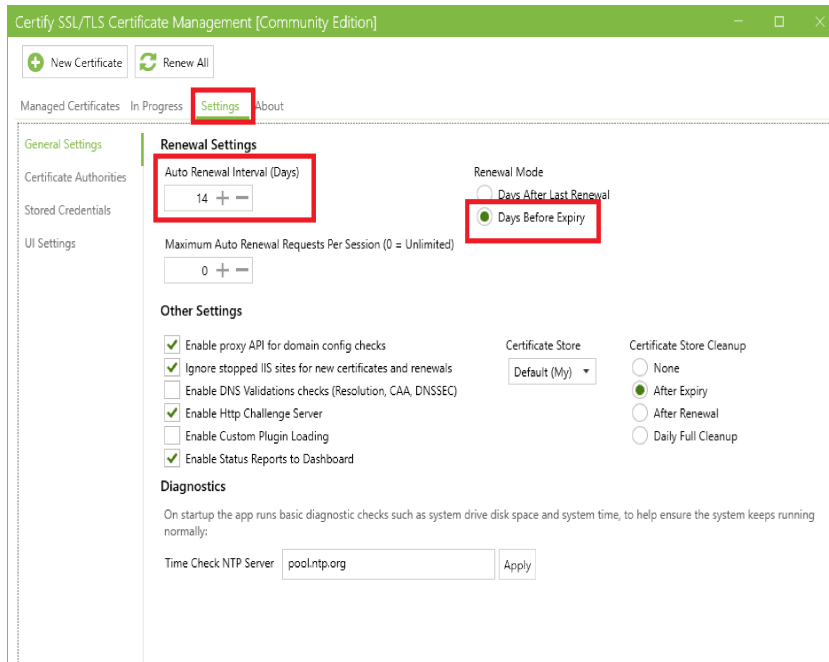 Certify SSL/TLS Certificate Management [Community Edition]
New Certificate
Renew All
Managed Certificates In Progress Settings About
General Settings
Certificate Authorities
Stored Credentials
UI Settings
Renewal Settings
Auto Renewal Interval (Days)
14
Renewal Mode
Days After Last Renewal
Days Before Expiry
Maximum Auto Renewal Requests Per Session (0 = Unlimited)
0
Other Settings
Enable proxy API for domain config checks
Ignore stopped IIS sites for new certificates and renewals
Enable DNS Validations checks (Resolution, CAA, DNSSEC)
Enable Http Challenge Server
Enable Custom Plugin Loading
Enable Status Reports to Dashboard
Certificate Store
Default (My)
Certificate Store Cleanup
None
After Expiry
After Renewal
Daily Full Cleanup
Diagnostics
On startup the app runs basic diagnostic checks such as system drive disk space and system time, to help ensure the system keeps running
normally:
Time Check NTP Server pool.ntp.org Apply